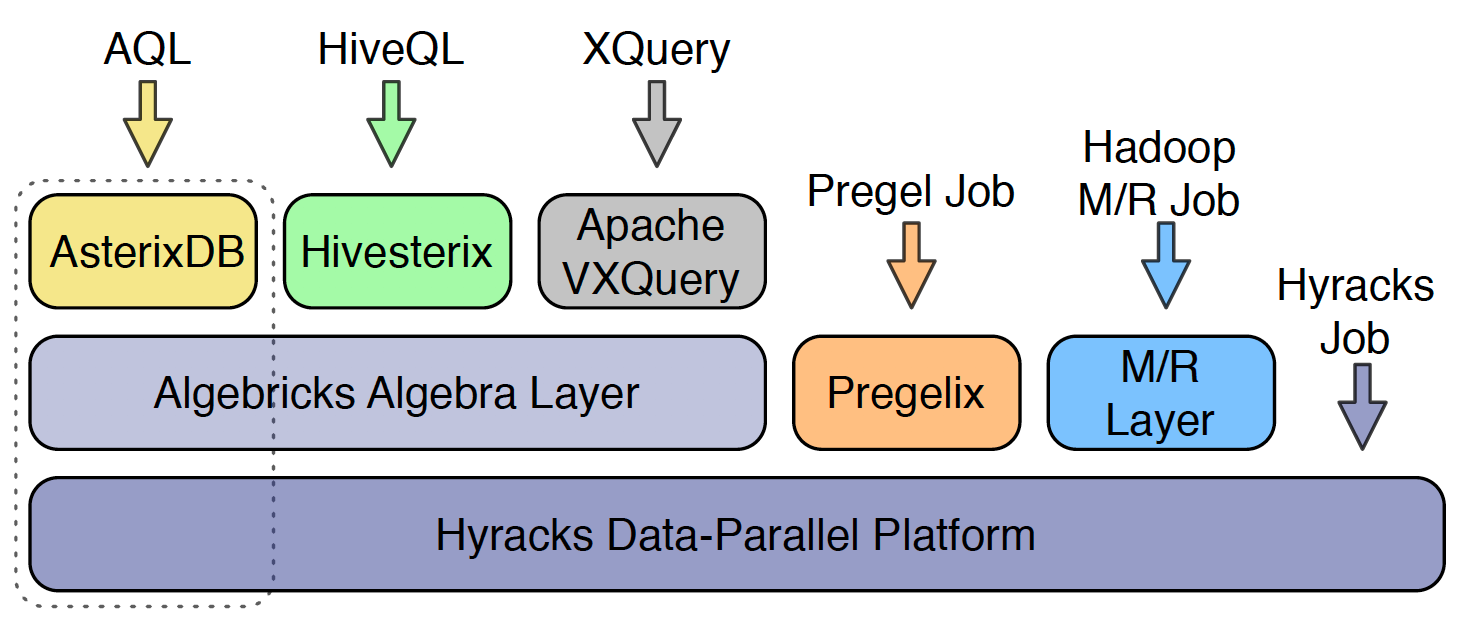 AQL
HiveQL
XQuery
Hadoop
M/R Job
Pregel Job
Hyracks
Job
AsterixDB
Hivesterix
Apache
VXQuery
Algebricks Algebra Layer
Pregelix
M/R
Layer
Hyracks Data-Parallel Platform